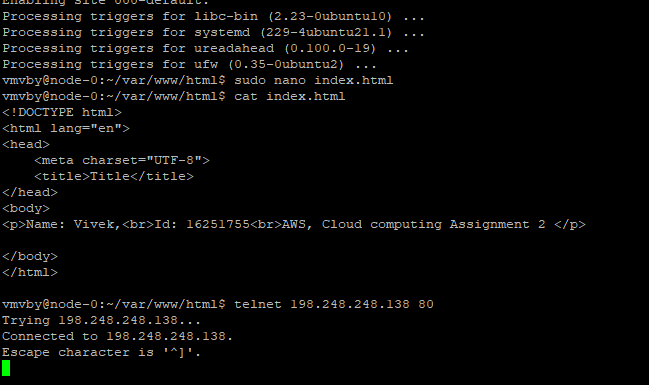 Enabling site 000-default.
Processing triggers for libc-bin (2.23-0ubuntu10) ...
Processing triggers for systemd (229-4ubuntu21.1) ...
Processing triggers for ureadahead (0.100.0-19) ...
Processing triggers for ufw (0.35-0ubuntu2) ...
vmvby@node-0:~/var/www/html$ sudo nano index.html
vmvby@node-0:~/var/www/html$ cat index.html
<!DOCTYPE html>
<html lang="en">
<head>
    <meta charset="UTF-8">
    <title>Title</title>
</head>
<body>
<p>Name: Vivek,<br>Id: 16251755<br>AWS, Cloud computing Assignment 2 </p>
</body>
</html>
vmvby@node-0:~/var/www/html$ telnet 198.248.248.138 80
Trying 198.248.248.138...
Connected to 198.248.248.138.
Escape character is '^]'.